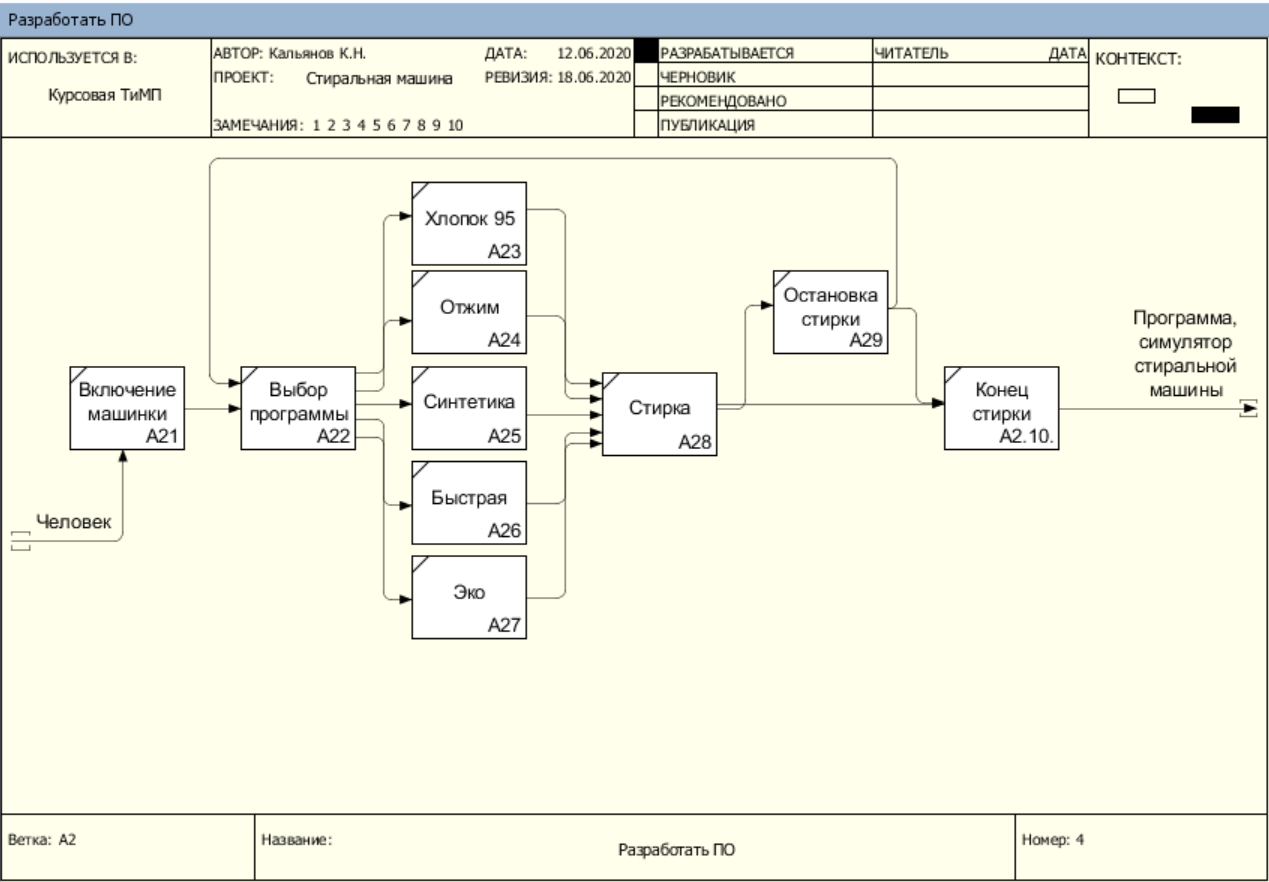 Разработать ПО
ИСПОЛЬЗУЕТСЯ В:
Курсовая ТиМП
АВТОР: Кальянов К.Н.
ДАТА: 12.06.2020
ПРОЕКТ: Стиральная машина
РЕВИЗИЯ: 18.06.2020
ЗАМЕЧАНИЯ: 1 2 3 4 5 6 7 8 9 10
РАЗРАБАТЫВАЕТСЯ
ЧЕРНОВИК
РЕКОМЕНДОВАНО
ПУБЛИКАЦИЯ
ЧИТАТЕЛЬ
ДАТА
КОНТЕКСТ:
Человек
Включение
машинки
A21
Выбор
программы
A22
Хлопок 95
A23
Отжим
A24
Синтетика
A25
Быстрая
A26
Эко
A27
Стирка
A28
Остановка
стирки
A29
Конец
стирки
A2.10.
Программа,
симулятор
стиральной
машины
Ветка: A2
Название:
Разработать ПО
Номер: 4